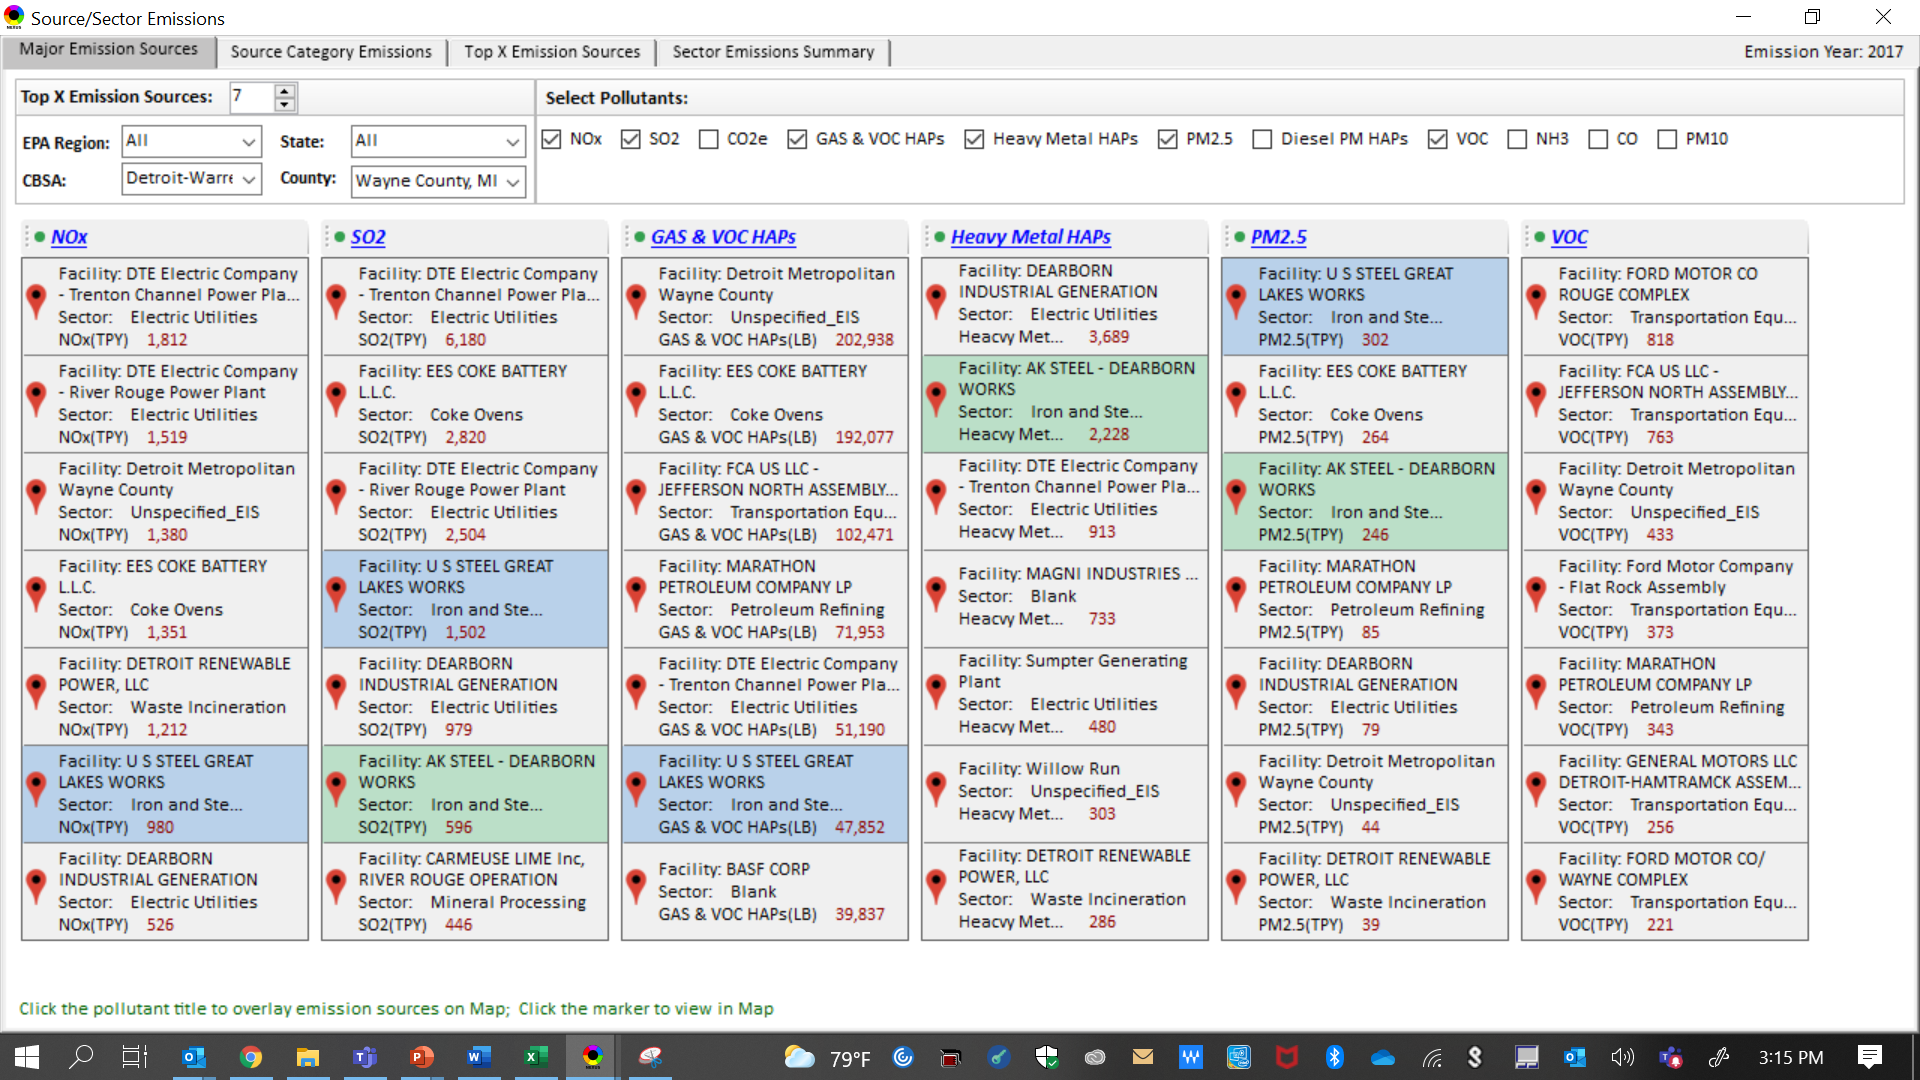 Source/Sector Emissions
Major Emission Sources
Source Category Emissions
Top X Emission Sources
Sector Emissions Summary
Emission Year: 2017
Top X Emission Sources: 7
Select Pollutants:
EPA Region: All
State: All
CBSA: Detroit-Warre
County: Wayne County, MI
NOx SO2 CO2e GAS & VOC HAPs Heavy Metal HAPs PM2.5 Diesel PM HAPs VOC NH3 CO PM10
NOx
Facility: DTE Electric Company
- Trenton Channel Power Pla...
Sector: Electric Utilities
NOx(TPY) 1,812
Facility: DTE Electric Company
- River Rouge Power Plant
Sector: Electric Utilities
NOx(TPY) 1,519
Facility: Detroit Metropolitan
Wayne County
Sector: Unspecified_EIS
NOx(TPY) 1,380
Facility: EES COKE BATTERY
L.L.C.
Sector: Coke Ovens
NOx(TPY) 1,351
Facility: DETROIT RENEWABLE
POWER, LLC
Sector: Waste Incineration
NOx(TPY) 1,212
Facility: U S STEEL GREAT
LAKES WORKS
Sector: Iron and Ste...
NOx(TPY) 980
Facility: DEARBORN
INDUSTRIAL GENERATION
Sector: Electric Utilities
NOx(TPY) 526
SO2
Facility: DTE Electric Company
- Trenton Channel Power Pla...
Sector: Electric Utilities
SO2(TPY) 6,180
Facility: EES COKE BATTERY
L.L.C.
Sector: Coke Ovens
SO2(TPY) 2,820
Facility: DTE Electric Company
- River Rouge Power Plant
Sector: Electric Utilities
SO2(TPY) 2,504
Facility: U S STEEL GREAT
LAKES WORKS
Sector: Iron and Ste...
SO2(TPY) 1,502
Facility: DEARBORN
INDUSTRIAL GENERATION
Sector: Electric Utilities
SO2(TPY) 979
Facility: AK STEEL - DEARBORN
WORKS
Sector: Iron and Ste...
SO2(TPY) 596
Facility: CARMEUSE LIME Inc,
RIVER ROUGE OPERATION
Sector: Mineral Processing
SO2(TPY) 446
GAS & VOC HAPs
Facility: Detroit Metropolitan
Wayne County
Sector: Unspecified_EIS
GAS & VOC HAPs(LB) 202,938
Facility: EES COKE BATTERY
L.L.C.
Sector: Coke Ovens
GAS & VOC HAPs(LB) 192,077
Facility: FCA US LLC -
JEFFERSON NORTH ASSEMBLY...
Sector: Transportation Equ...
GAS & VOC HAPs(LB) 102,471
Facility: MARATHON
PETROLEUM COMPANY LP
Sector: Petroleum Refining
GAS & VOC HAPs(LB) 71,953
Facility: DTE Electric Company
- Trenton Channel Power Pla...
Sector: Electric Utilities
GAS & VOC HAPs(LB) 51,190
Facility: U S STEEL GREAT
LAKES WORKS
Sector: Iron and Ste...
GAS & VOC HAPs(LB) 47,852
Facility: BASF CORP
Sector: Blank
GAS & VOC HAPs(LB) 39,837
Heavy Metal HAPs
Facility: DEARBORN
INDUSTRIAL GENERATION
Sector: Electric Utilities
Heacvy Met... 3,689
Facility: AK STEEL - DEARBORN
WORKS
Sector: Iron and Ste...
Heacvy Met... 2,228
Facility: DTE Electric Company
- Trenton Channel Power Pla...
Sector: Electric Utilities
Heacvy Met... 913
Facility: MAGNI INDUSTRIES ...
Sector: Blank
Heacvy Met... 733
Facility: Sumpter Generating
Plant
Sector: Electric Utilities
Heacvy Met... 480
Facility: Willow Run
Sector: Unspecified_EIS
Heacvy Met... 303
Facility: DETROIT RENEWABLE
POWER, LLC
Sector: Waste Incineration
Heacvy Met... 286
PM2.5
Facility: U S STEEL GREAT
LAKES WORKS
Sector: Iron and Ste...
PM2.5(TPY) 302
Facility: EES COKE BATTERY
L.L.C.
Sector: Coke Ovens
PM2.5(TPY) 264
Facility: AK STEEL - DEARBORN
WORKS
Sector: Iron and Ste...
PM2.5(TPY) 246
Facility: MARATHON
PETROLEUM COMPANY LP
Sector: Petroleum Refining
PM2.5(TPY) 85
Facility: DEARBORN
INDUSTRIAL GENERATION
Sector: Electric Utilities
PM2.5(TPY) 79
Facility: Detroit Metropolitan
Wayne County
Sector: Unspecified_EIS
PM2.5(TPY) 44
Facility: DETROIT RENEWABLE
POWER, LLC
Sector: Waste Incineration
PM2.5(TPY) 39
VOC
Facility: FORD MOTOR CO
ROUGE COMPLEX
Sector: Transportation Equ...
VOC(TPY) 818
Facility: FCA US LLC -
JEFFERSON NORTH ASSEMBLY...
Sector: Transportation Equ...
VOC(TPY) 763
Facility: Detroit Metropolitan
Wayne County
Sector: Unspecified_EIS
VOC(TPY) 433
Facility: Ford Motor Company
- Flat Rock Assembly
Sector: Transportation Equ...
VOC(TPY) 373
Facility: MARATHON
PETROLEUM COMPANY LP
Sector: Petroleum Refining
VOC(TPY) 343
Facility: GENERAL MOTORS LLC
DETROIT-HAMTRAMCK ASSEM...
Sector: Transportation Equ...
VOC(TPY) 256
Facility: FORD MOTOR CO/
WAYNE COMPLEX
Sector: Transportation Equ...
VOC(TPY) 221
Click the pollutant title to overlay emission sources on Map; Click the marker to view in Map
79°F
3:15 PM